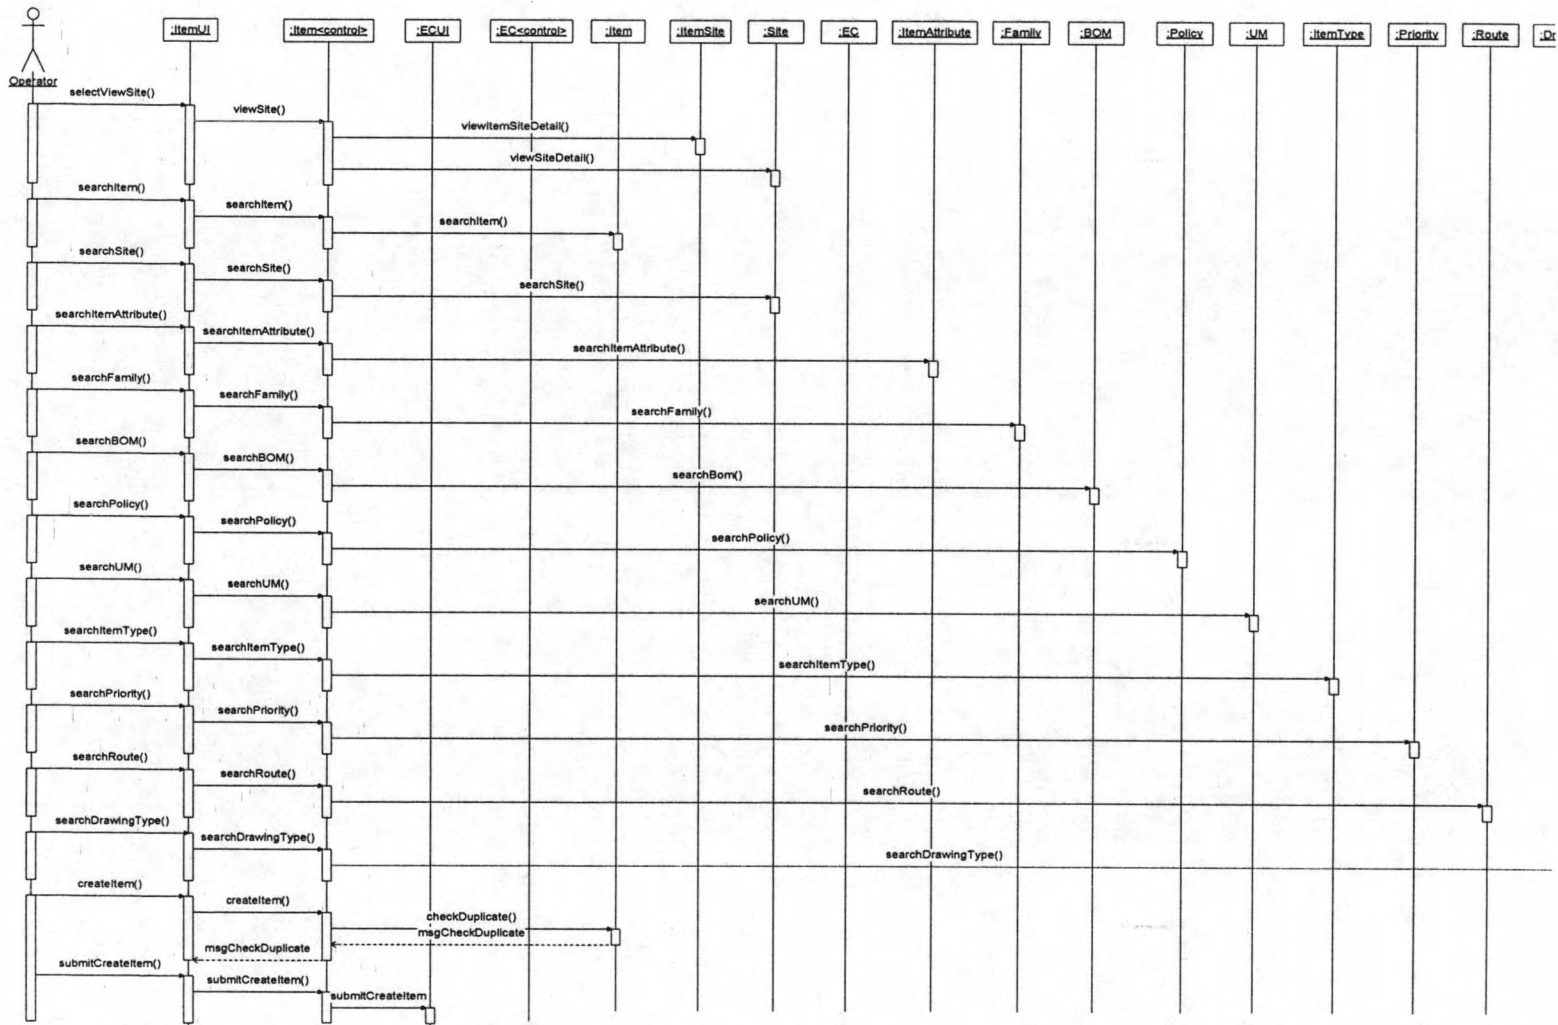 :ItemUI :Item<control> :ECUI :EC<control> :Item :ItemSite :Site :EC :ItemAttribute :Family :BOM :Policy :UM :ItemType :Priority :Route :Dr
Operator
selectViewSite()
viewSite()
viewItemSiteDetail()
viewSiteDetail()
searchItem()
searchItem()
searchItem()
searchSite()
searchSite()
searchSite()
searchItemAttribute()
searchItemAttribute()
searchItemAttribute()
searchFamily()
searchFamily()
searchFamily()
searchBOM()
searchBOM()
searchBom()
searchPolicy()
searchPolicy()
searchPolicy()
searchUM()
searchUM()
searchUM()
searchItemType()
searchItemType()
searchItemType()
searchPriority()
searchPriority()
searchPriority()
searchRoute()
searchRoute()
searchRoute()
searchDrawingType()
searchDrawingType()
searchDrawingType()
createItem()
createItem()
checkDuplicate()
msgCheckDuplicate
msgCheckDuplicate
submitCreateItem()
submitCreateItem()
submitCreateItem